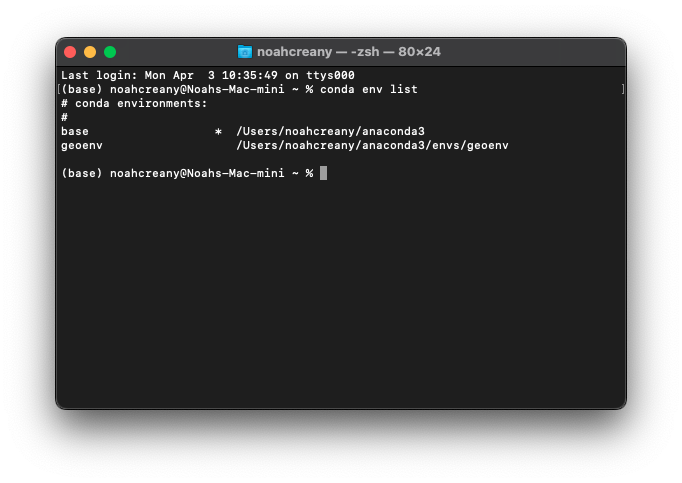 noahcreany — -zsh — 80×24
Last login: Mon Apr  3 10:35:49 on ttys000
[(base) noahcreany@Noahs-Mac-mini ~ % conda env list ]
# conda environments:
#
base                  *  /Users/noahcreany/anaconda3
geoenv                   /Users/noahcreany/anaconda3/envs/geoenv
(base) noahcreany@Noahs-Mac-mini ~ %